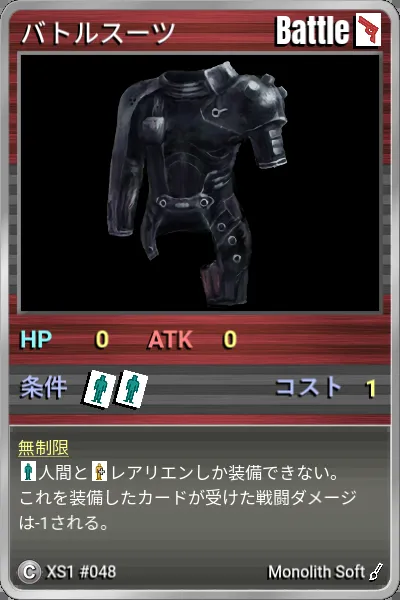 バトルスーツ Battle
HP 0 ATK 0
条件 コスト 1
無制限
人間とレアリエンしか装備できない。
これを装備したカードが受けた戦闘ダメージ
は-1される。
C XS1 #048 Monolith Soft